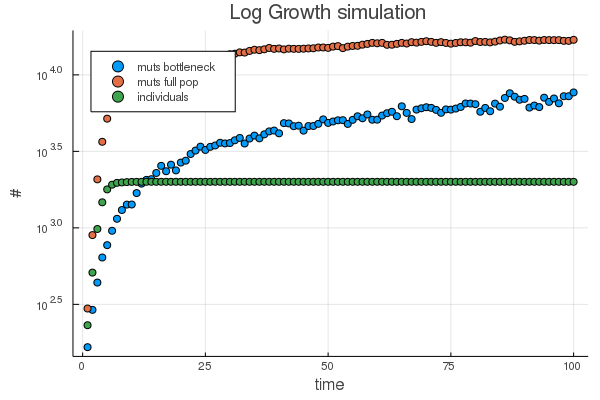 Log Growth simulation
muts bottleneck
muts full pop
individuals
10^4.0
10^3.5
10^3.0
10^2.5
#
0 25 50 75 100
time